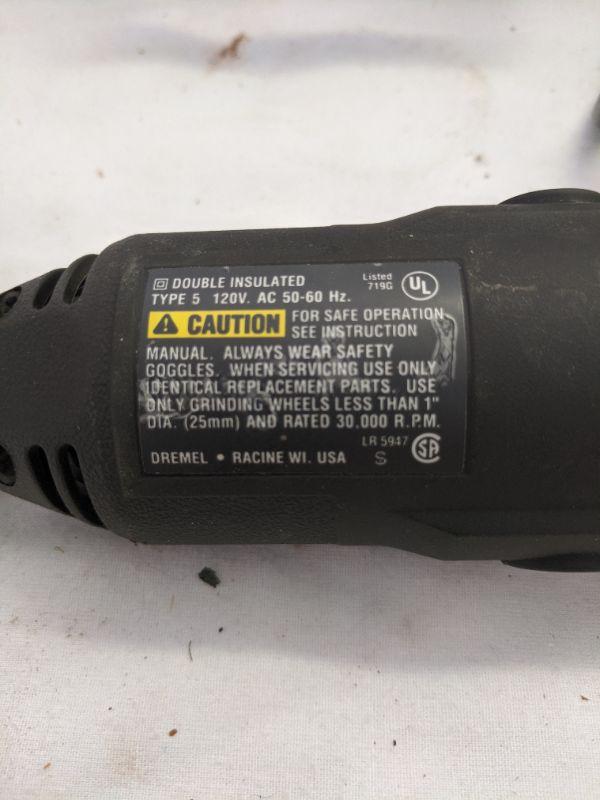 DOUBLE INSULATED
Listed
719G
UL
TYPE 5 120V. AC 50-60 Hz.
CAUTION
FOR SAFE OPERATION
SEE INSTRUCTION
MANUAL. ALWAYS WEAR SAFETY
GOGGLES. WHEN SERVICING USE ONLY
IDENTICAL REPLACEMENT PARTS. USE
ONLY GRINDING WHEELS LESS THAN 1"
DIA. (25mm) AND RATED 30,000 R.P.M.
LR 5947
DREMEL • RACINE WI. USA S
SA